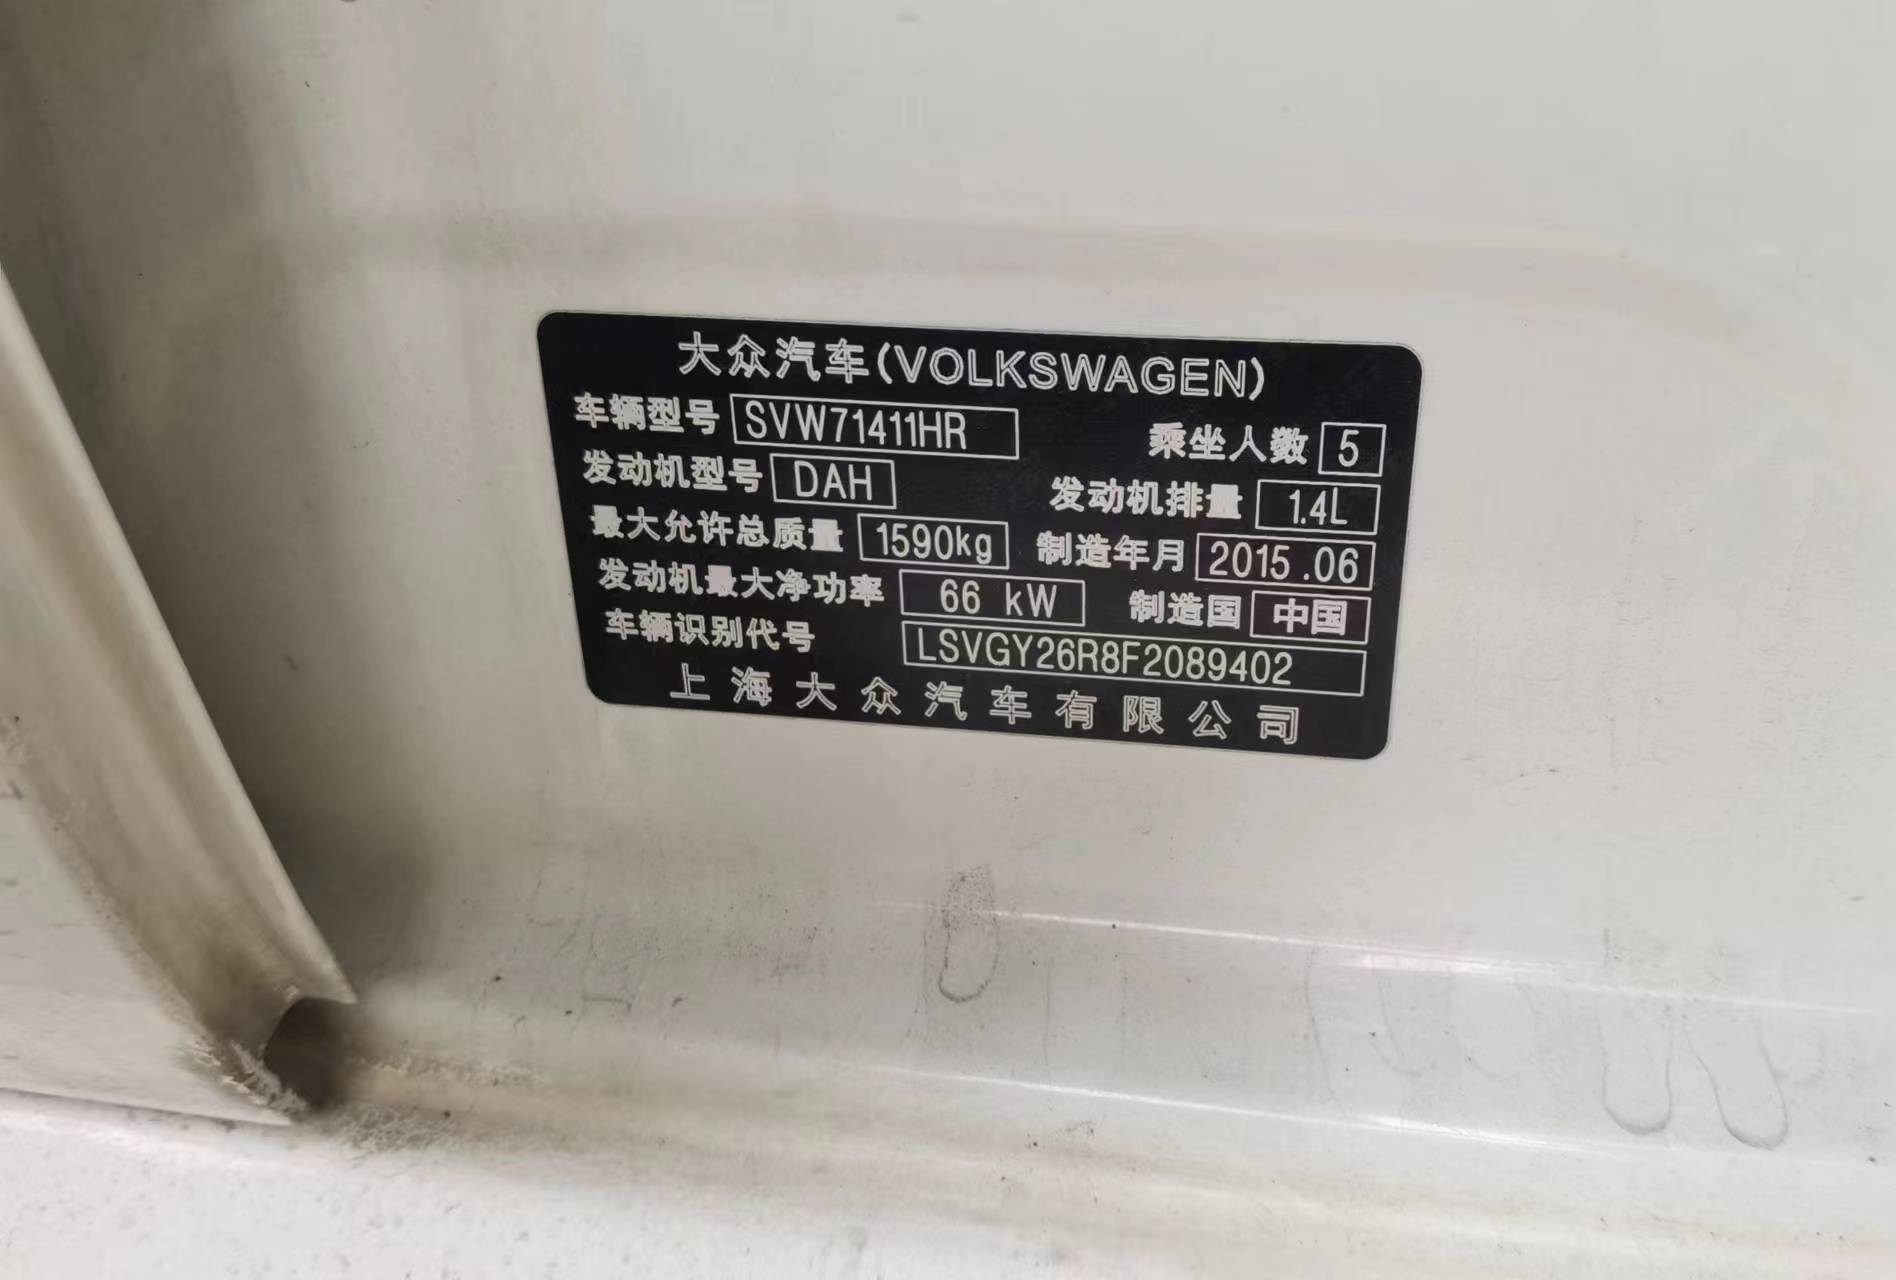 大众汽车(VOLKSWAGEN)
车辆型号 SVW71411HR 乘坐人数 5
发动机型号 DAH 发动机排量 1.4L
最大允许总质量 1590kg 制造年月 2015.06
发动机最大净功率 66 kW 制造国 中国
车辆识别代号 LSVGY26R8F2089402
上海大众汽车有限公司